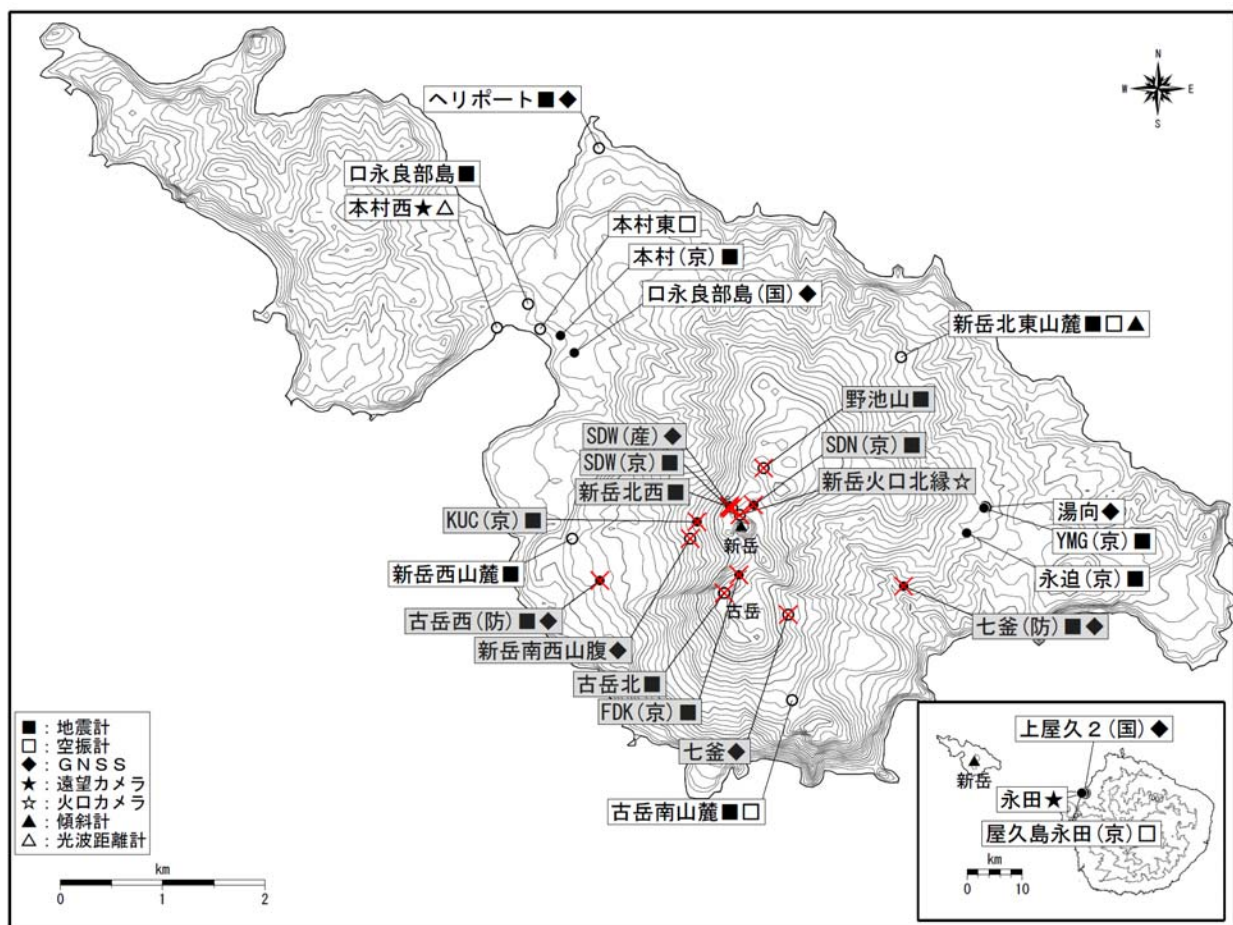 N
W E
S
ヘリポート■◆
口永良部島■
本村西★△
本村東□
本村(京)■
口永良部島(国)◆
新岳北東山麓■□▲
野池山■
SDW(産)◆
SDN(京)■
SDW(京)■
新岳火口北縁☆
新岳北西■
KUC(京)■
湯向◆
新岳
YMG(京)■
新岳西山麓■
永迫(京)■
古岳西(防)■◆
古岳
七釜(防)■◆
新岳南西山腹◆
古岳北■
FDK(京)■
七釜◆
古岳南山麓■□
■：地震計
□：空振計
◆：ＧＮＳＳ
★：遠望カメラ
☆：火口カメラ
▲：傾斜計
△：光波距離計
km
0 1 2
上屋久２(国)◆
新岳
永田★
屋久島永田(京)□
km
0 10